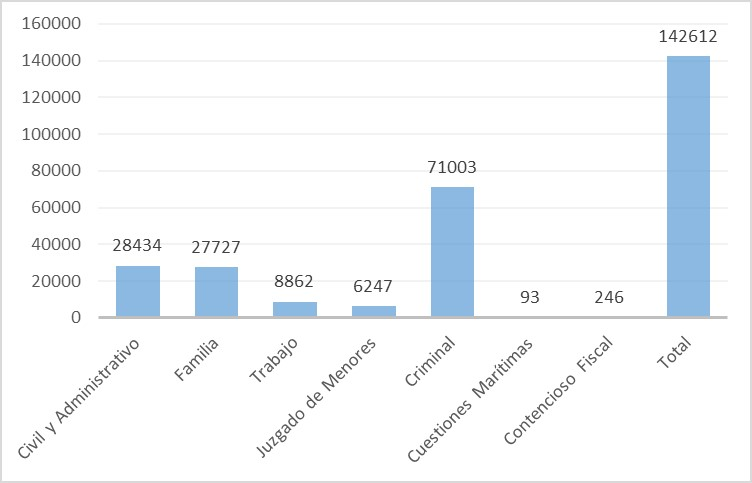 160000
140000
120000
100000
80000
60000
40000
20000
0
28434
27727
8862
6247
71003
93
246
142612
Civil y Administrativo
Familia
Trabajo
Juzgado de Menores
Criminal
Cuestiones Marítimas
Contencioso Fiscal
Total